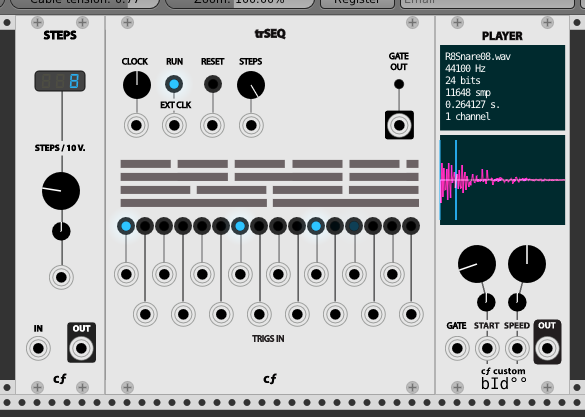 Cable tension: 0.77
Zoom: 100.00%
Register
Email
STEPS
8
STEPS / 10 V.
IN
OUT
cf
trSEQ
CLOCK
RUN
RESET
STEPS
EXT CLK
GATE
OUT
TRIGS IN
cf
PLAYER
R8Snare08.wav
44100 Hz
24 bits
11648 smp
0.264127 s.
1 channel
GATE
START
SPEED
OUT
cf custom
bId°°